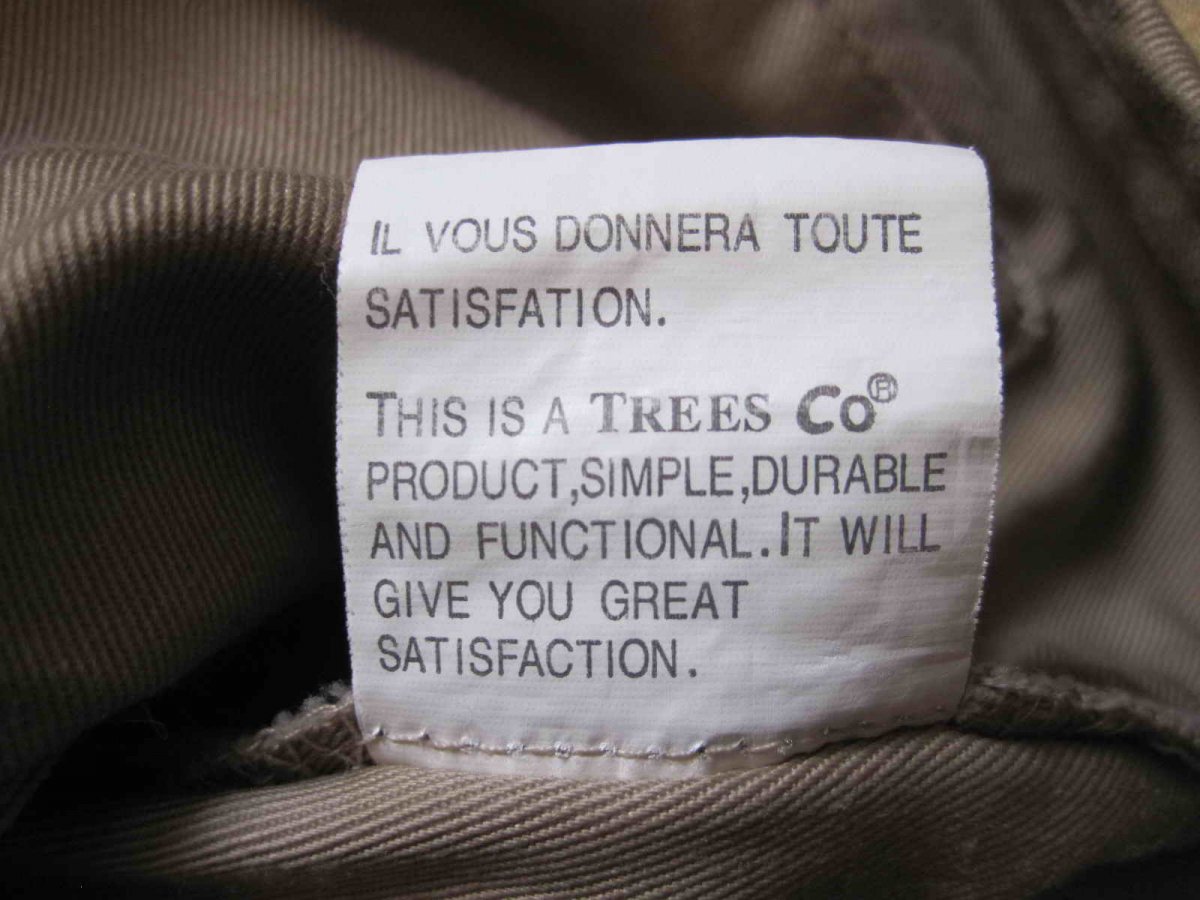 IL VOUS DONNERA TOUTE
SATISFATION.
THIS IS A TREES Co®
PRODUCT,SIMPLE,DURABLE
AND FUNCTIONAL.IT WILL
GIVE YOU GREAT
SATISFACTION.